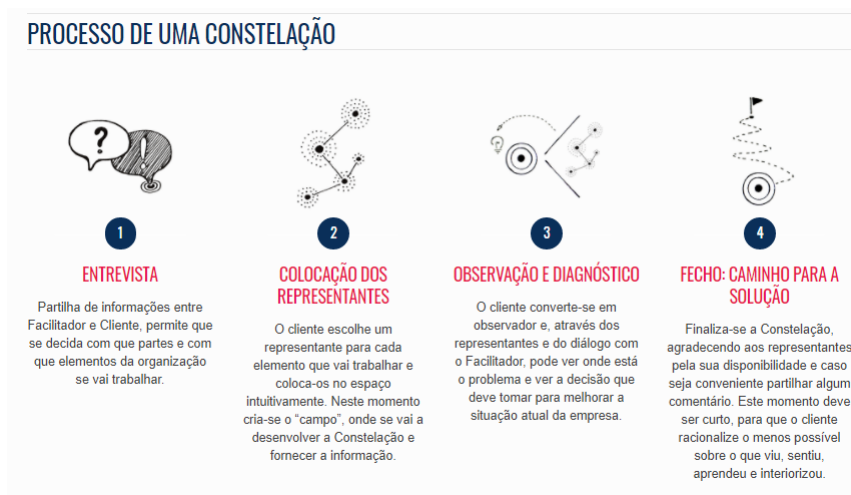 PROCESSO DE UMA CONSTELAÇÃO
?
!
1
ENTREVISTA
Partilha de informações entre
Facilitador e Cliente, permite que
se decida com que partes e com
que elementos da organização
se vai trabalhar.
2
COLOCAÇÃO DOS
REPRESENTANTES
O cliente escolhe um
representante para cada
elemento que vai trabalhar e
coloca-os no espaço
intuitivamente. Neste momento
cria-se o “campo”, onde se vai a
desenvolver a Constelação e
fornecer a informação.
3
OBSERVAÇÃO E DIAGNÓSTICO
O cliente converte-se em
observador e, através dos
representantes e do diálogo com
o Facilitador, pode ver onde está
o problema e ver a decisão que
deve tomar para melhorar a
situação atual da empresa.
4
FECHO: CAMINHO PARA A
SOLUÇÃO
Finaliza-se a Constelação,
agradecendo aos representantes
pela sua disponibilidade e caso
seja conveniente partilhar algum
comentário. Este momento deve
ser curto, para que o cliente
racionalize o menos possível
sobre o que viu, sentiu,
aprendeu e interiorizou.